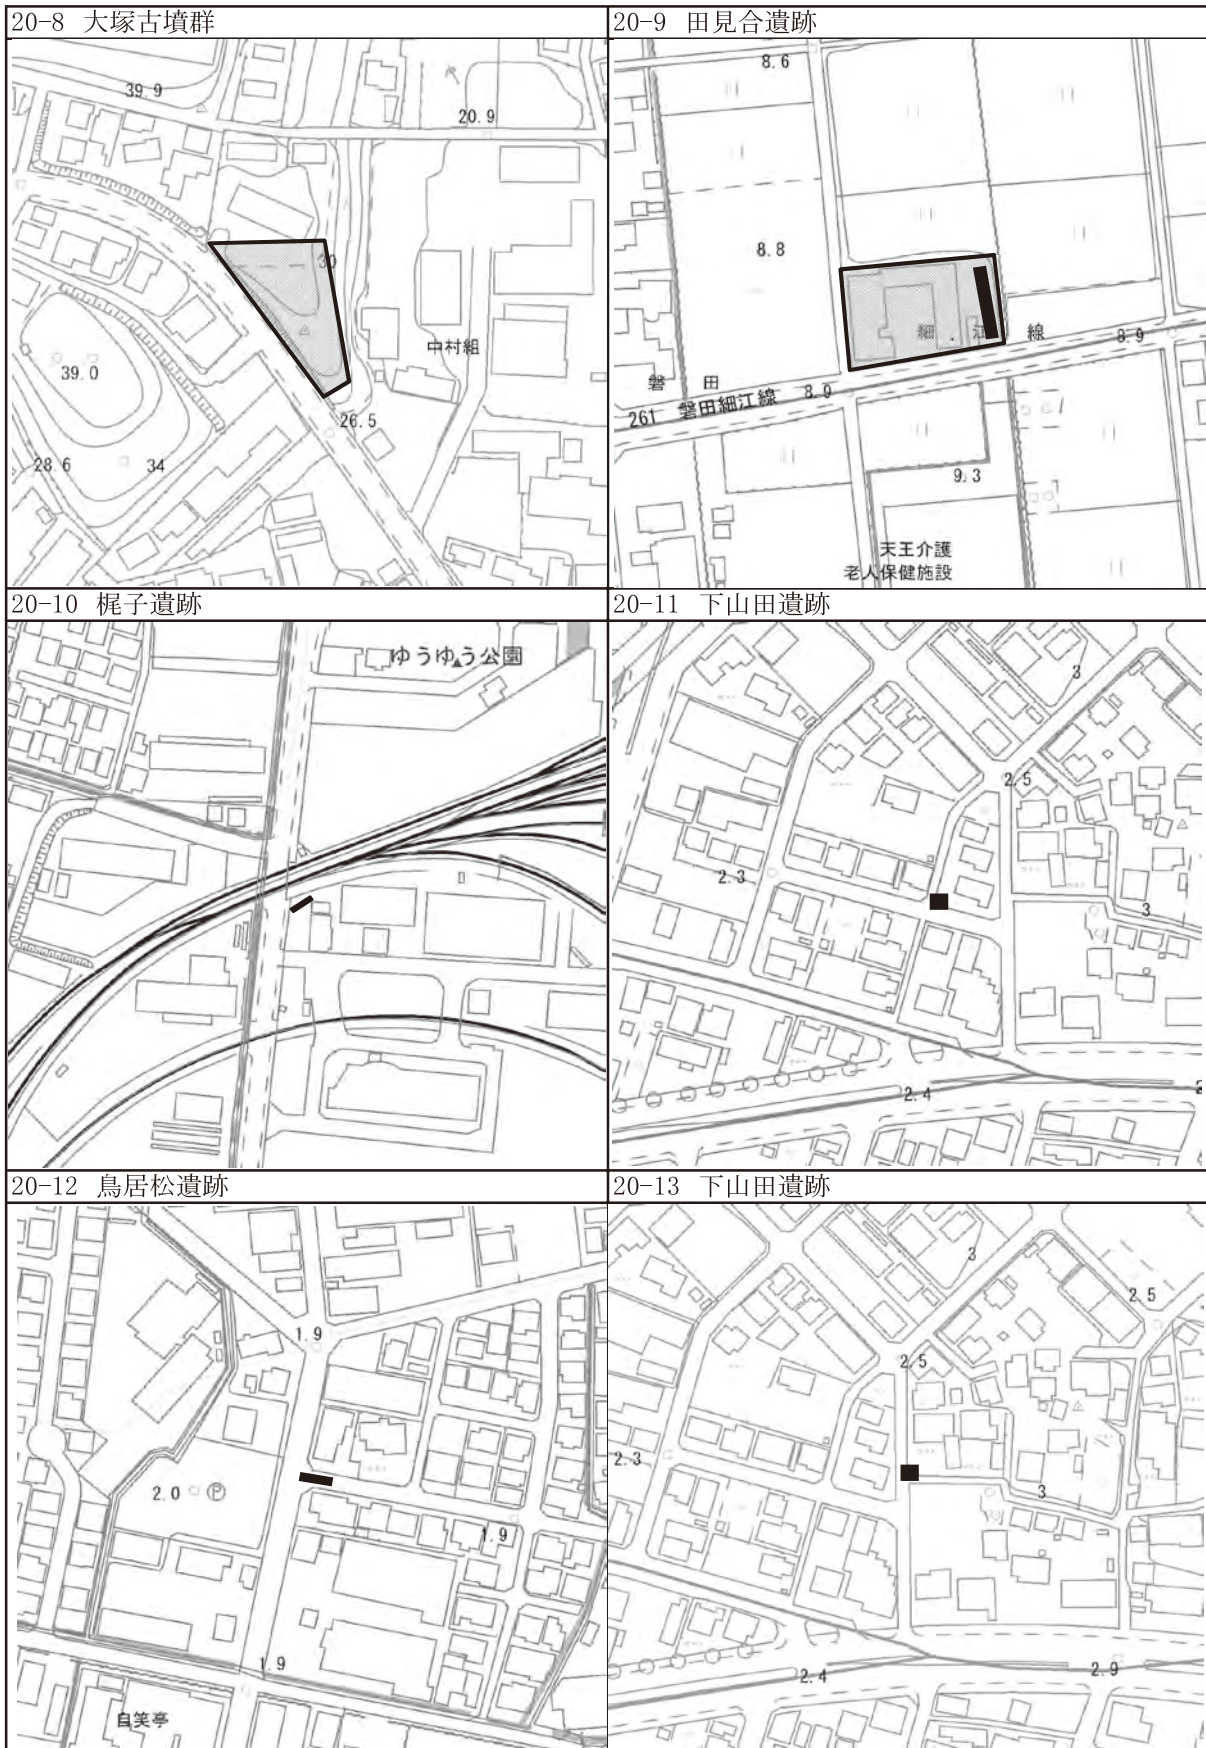 20-8 大塚古墳群
39.9
20.9
30
中村組
39.0
26.5
28.6
34
20-9 田見合遺跡
8.6
8.8
細江線
8.9
磐田
261 磐田細江線 8.9
9.3
天王介護
老人保健施設
20-10 梶子遺跡
ゆうゆう公園
20-11 下山田遺跡
3
2.5
2.3
3
2.4
2
20-12 鳥居松遺跡
1.9
2.0 P
1.9
1.9
自笑亭
20-13 下山田遺跡
3
2.5
2.5
2.3
3
2.4
2.9